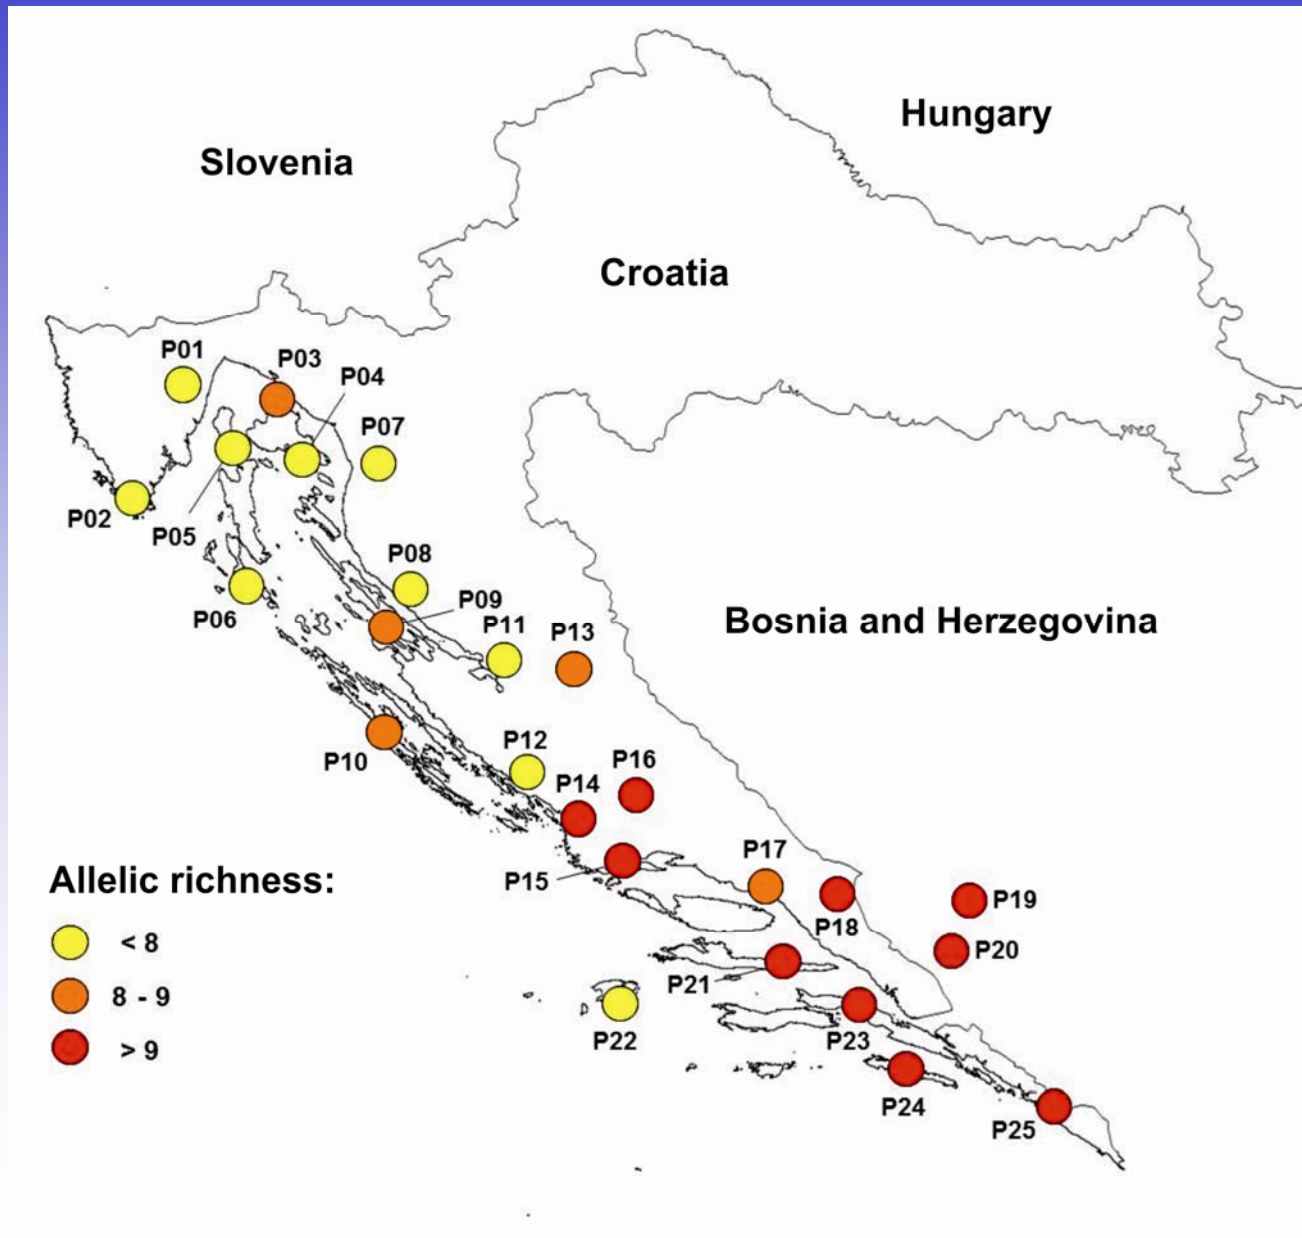 Hungary
Slovenia
Croatia
P01
P03
P04
P07
P02
P05
P08
P09
P06
P11
P13
Bosnia and Herzegovina
P12
P10
P16
P14
P17
Allelic richness:
P15
P19
P18
< 8
P20
P21
8 - 9
P22
P23
> 9
P24
P25